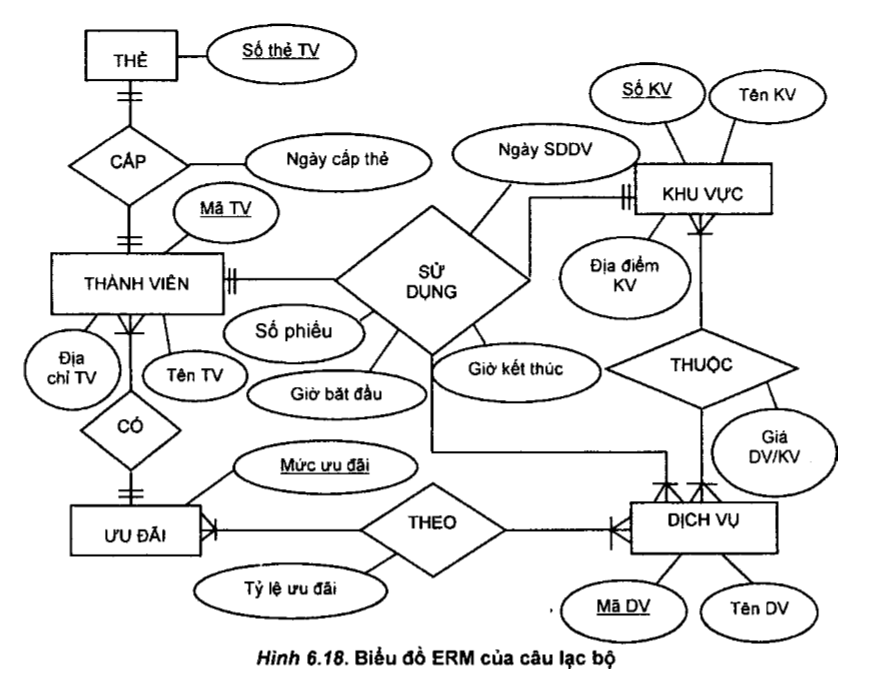 THẺ
Số thẻ TV
Số KV
Tên KV
CẤP
Ngày cấp thẻ
Ngày SDDV
KHU VỰC
Mã TV
THÀNH VIÊN
SỬ
DỤNG
Địa điểm
KV
Số phiếu
Địa
chỉ TV
Tên TV
Giờ băt đầu
Giờ kết thúc
THUỘC
CÓ
Giá
DV/KV
Mức ưu đãi
ƯU ĐÃI
THEO
DỊCH VỤ
Tỷ lệ ưu đãi
Mã DV
Tên DV
Hình 6.18. Biểu đồ ERM của câu lạc bộ